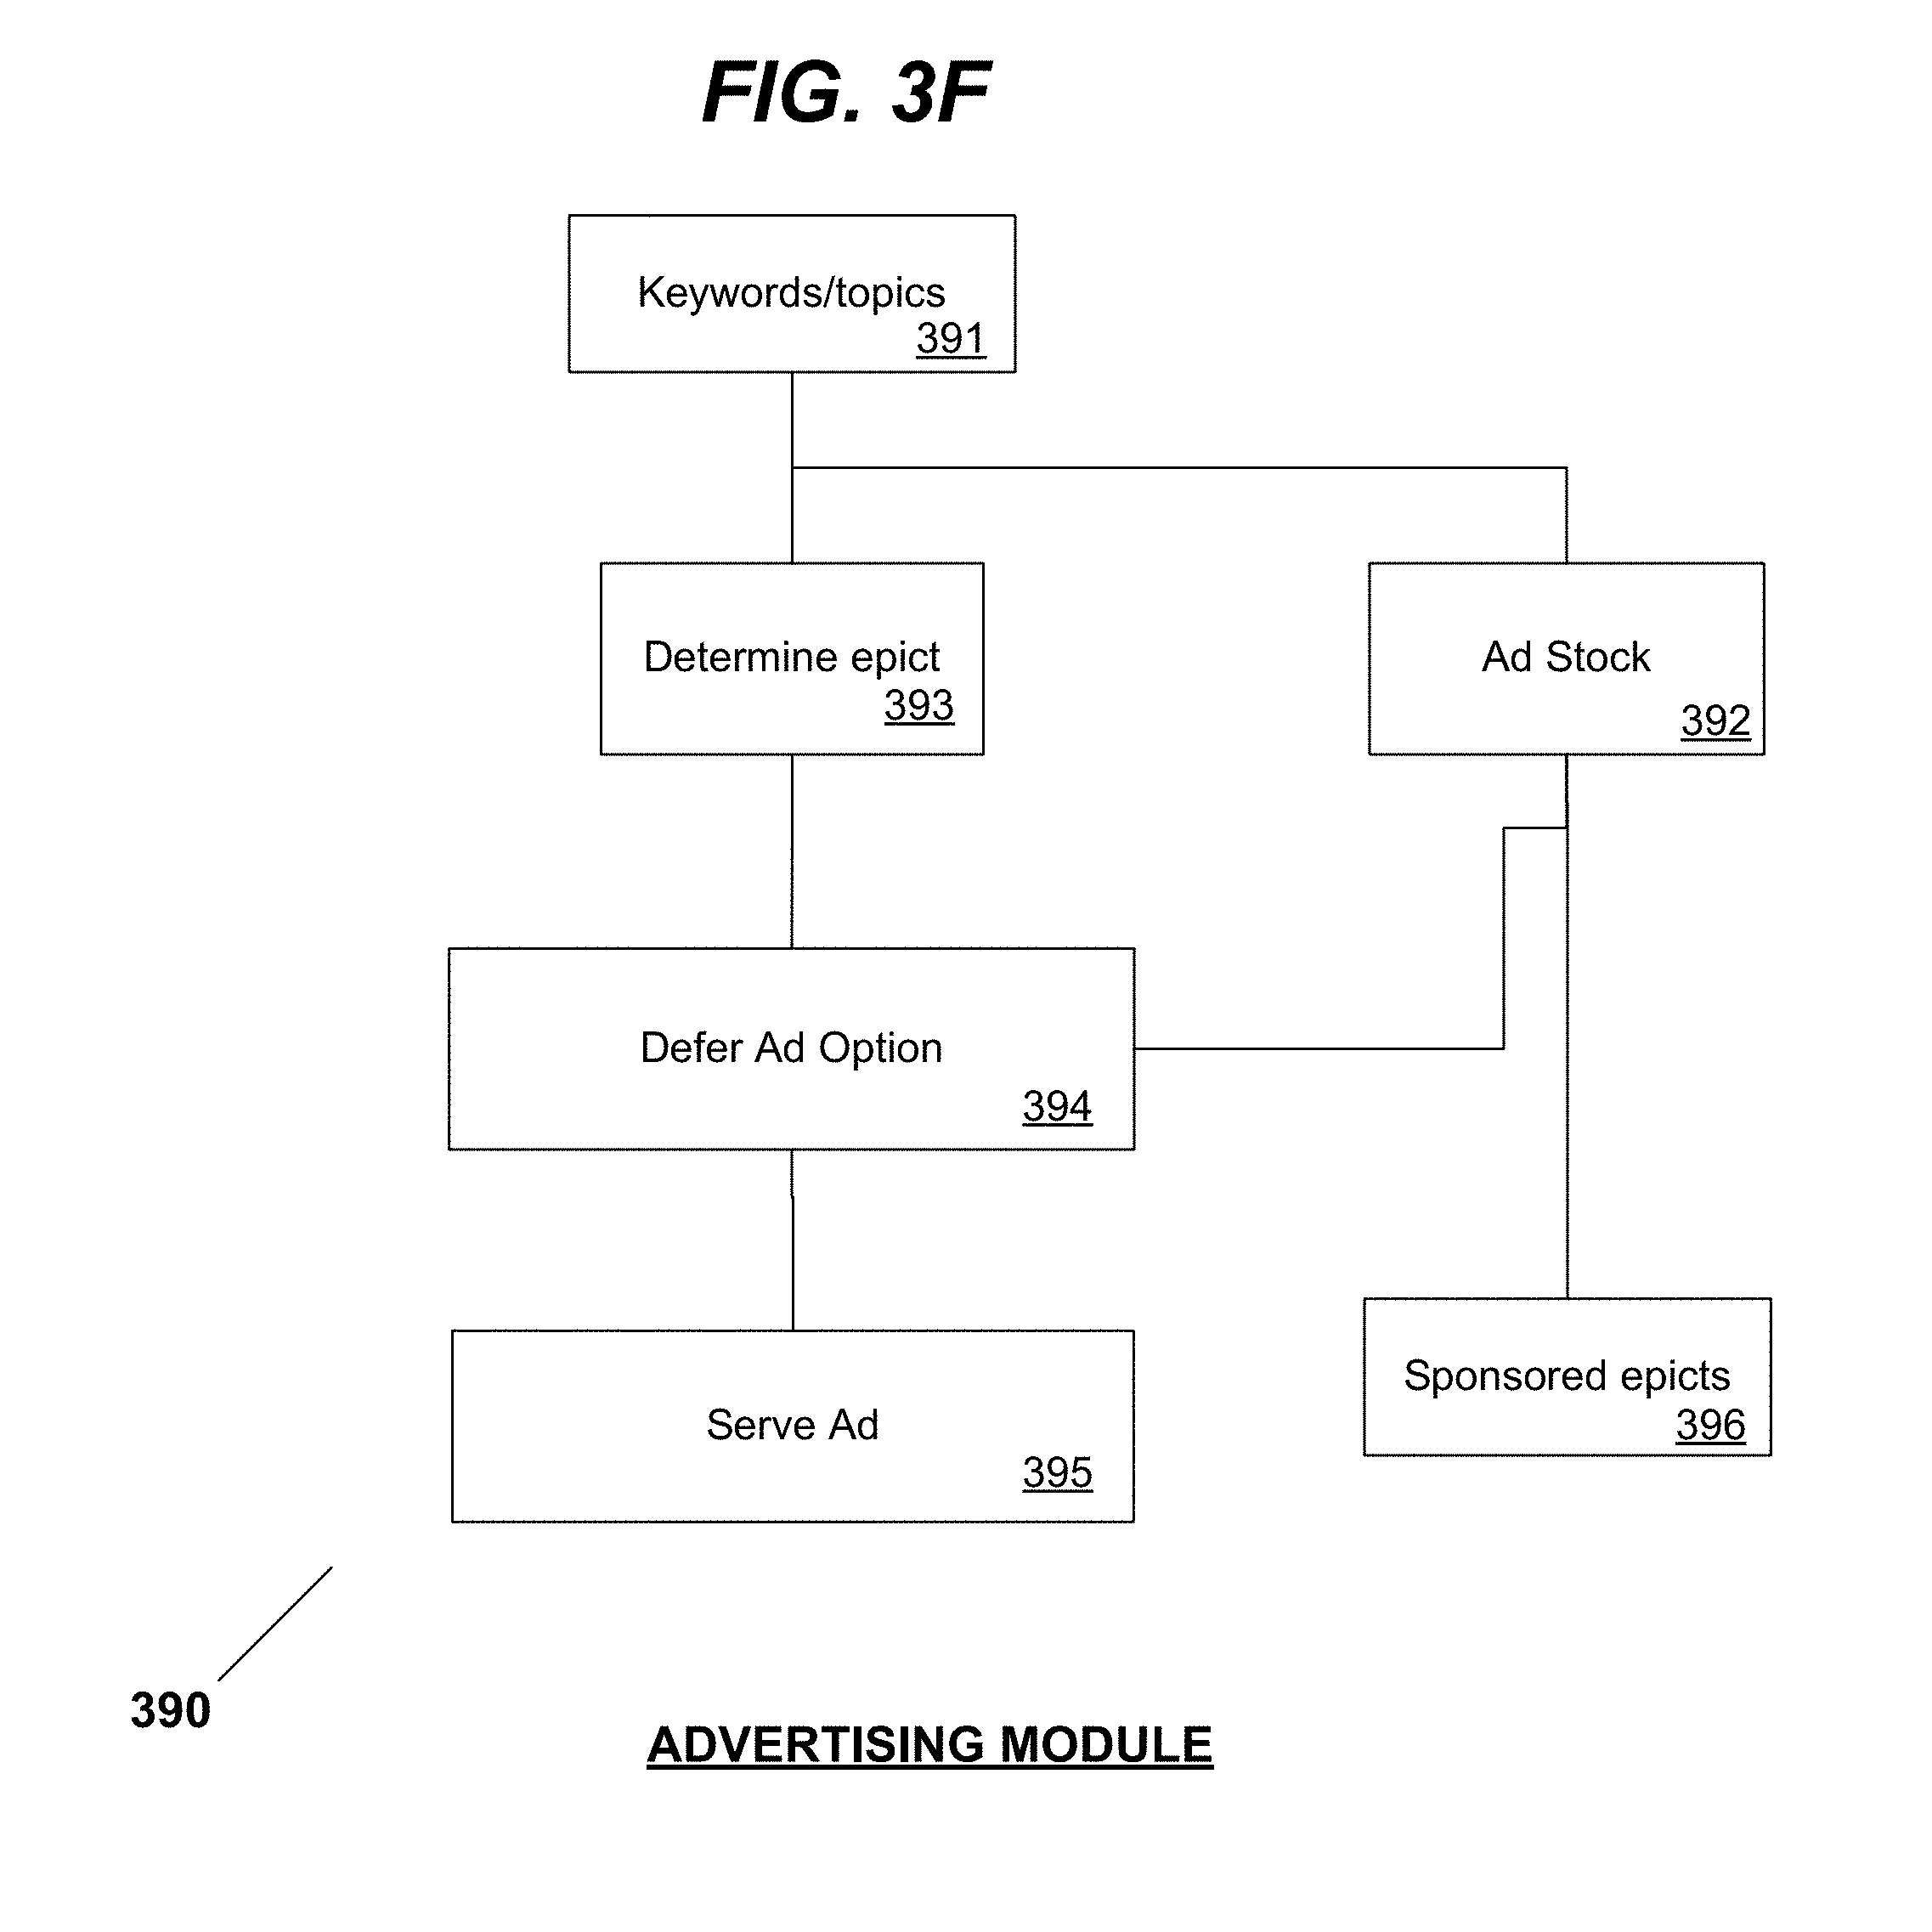 FIG. 3F
Keywords/topics
391
Determine epict
393
Ad Stock
392
Defer Ad Option
394
Serve Ad
395
Sponsored epicts
396
390
ADVERTISING MODULE